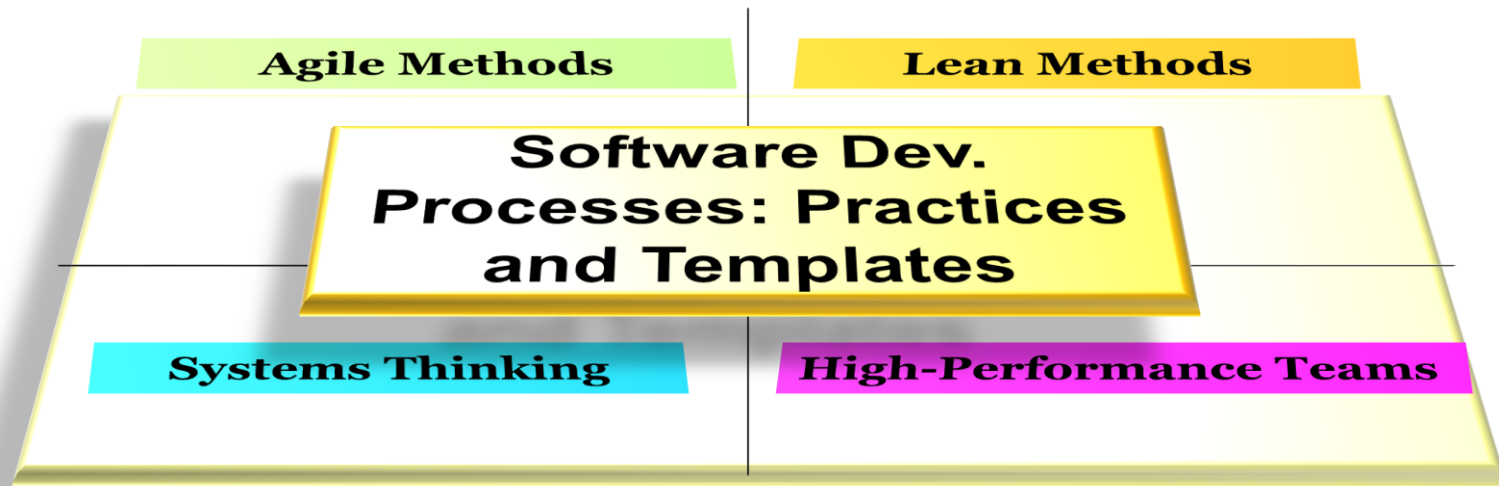 Agile Methods
Lean Methods
Software Dev.
Processes: Practices
and Templates
Systems Thinking
High-Performance Teams